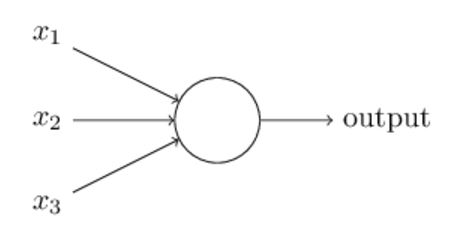 x₁
x₂
output
x₃